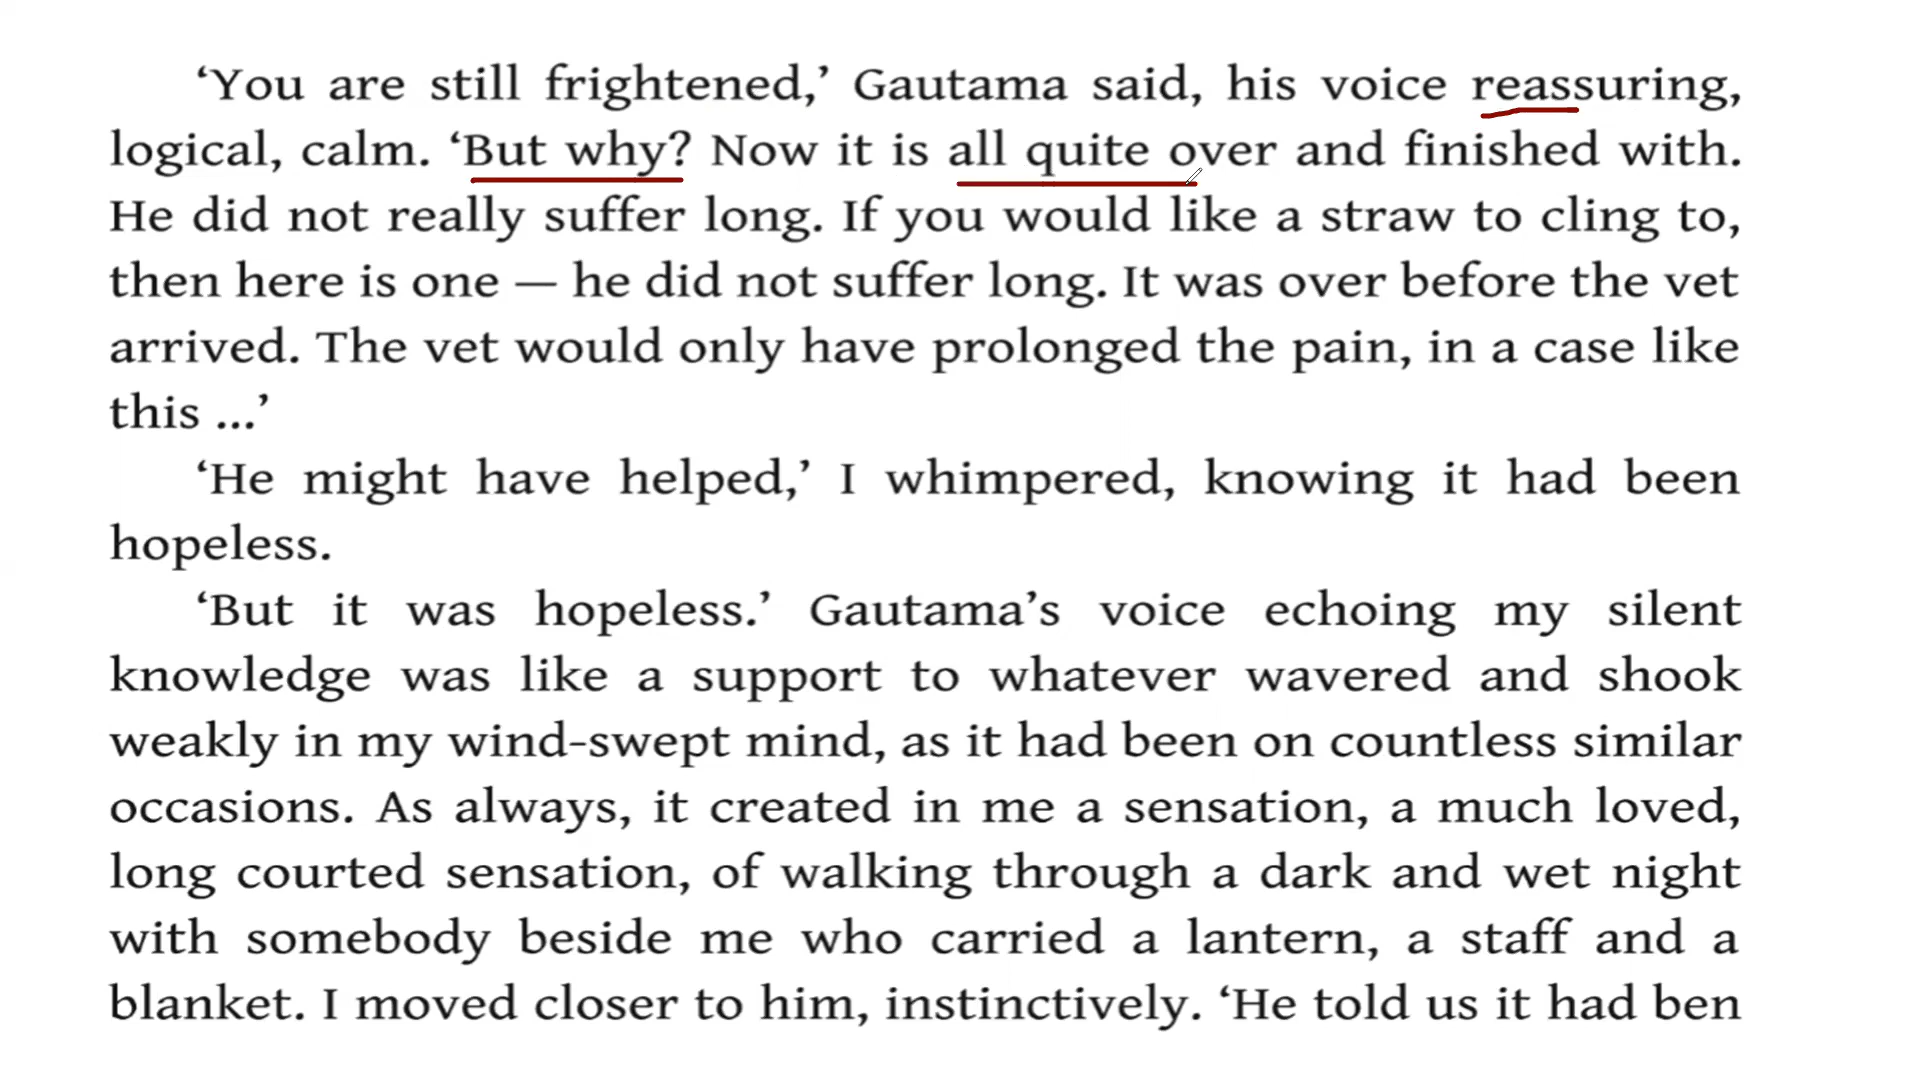 ‘You are still frightened,’ Gautama said, his voice reassuring,
logical, calm. ‘But why? Now it is all quite over and finished with.
He did not really suffer long. If you would like a straw to cling to,
then here is one — he did not suffer long. It was over before the vet
arrived. The vet would only have prolonged the pain, in a case like
this ...’
‘He might have helped,’ I whimpered, knowing it had been
hopeless.
‘But it was hopeless.’ Gautama’s voice echoing my silent
knowledge was like a support to whatever wavered and shook
weakly in my wind-swept mind, as it had been on countless similar
occasions. As always, it created in me a sensation, a much loved,
long courted sensation, of walking through a dark and wet night
with somebody beside me who carried a lantern, a staff and a
blanket. I moved closer to him, instinctively. ‘He told us it had ben